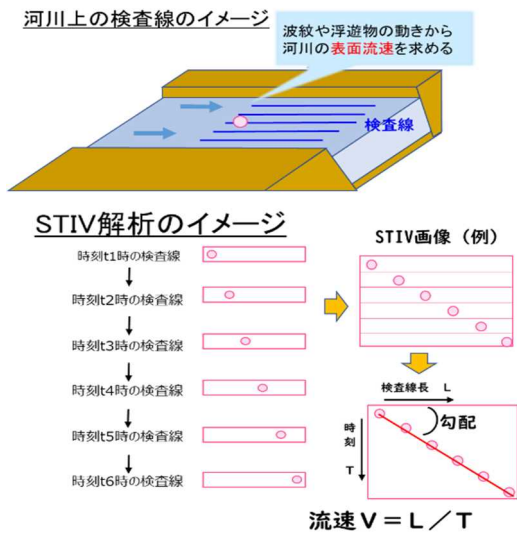 河川上の検査線のイメージ
波紋や浮遊物の動きから
河川の表面流速を求める
検査線
STIV解析のイメージ
時刻t1時の検査線
時刻t2時の検査線
時刻t3時の検査線
時刻t4時の検査線
時刻t5時の検査線
時刻t6時の検査線
STIV画像（例）
検査線長 L
時刻 T
勾配
流速V＝L／T